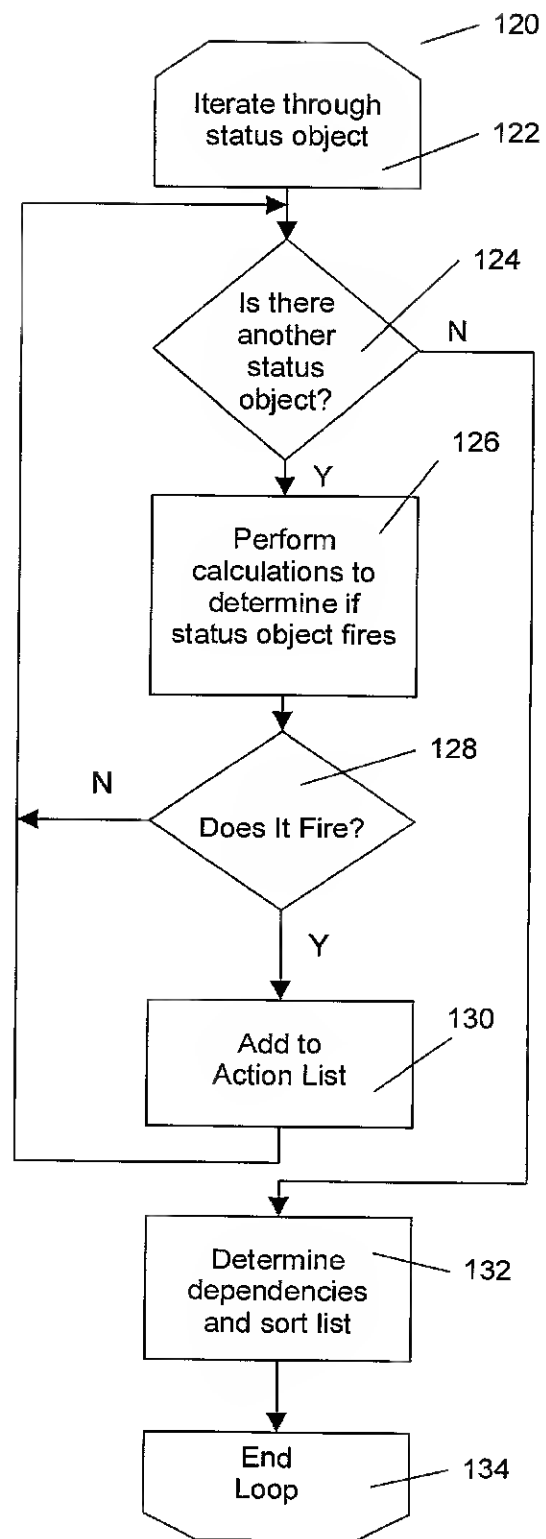 120
Iterate through
status object
122
124
Is there
another
status
object?
N
Y
126
Perform
calculations to
determine if
status object fires
128
N
Does It Fire?
Y
130
Add to
Action List
Determine
dependencies
and sort list
132
End
Loop
134